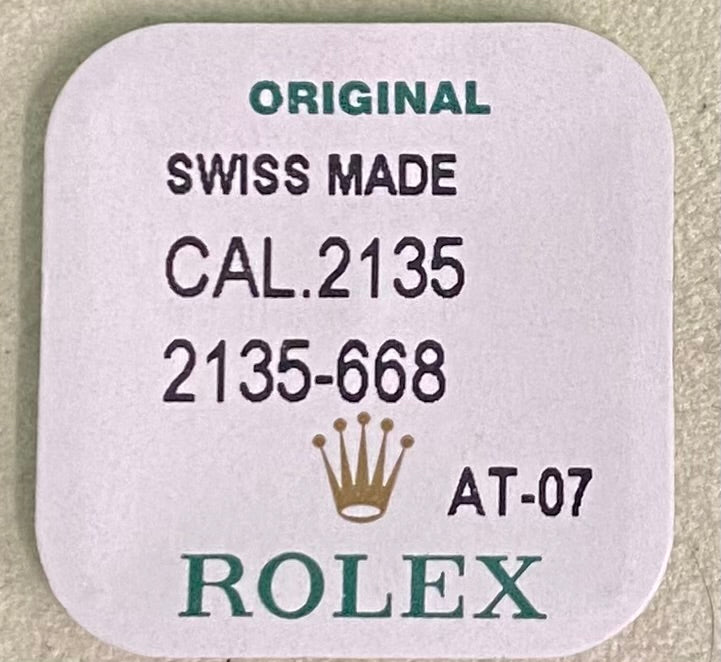 ORIGINAL
SWISS MADE
CAL.2135
2135-668
AT-07
ROLEX